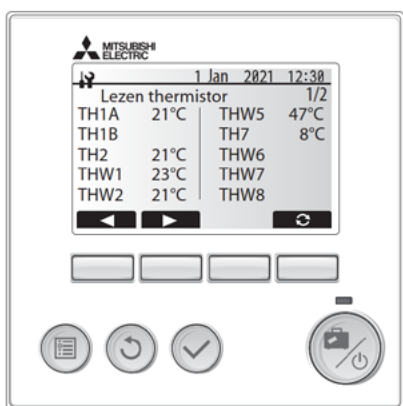 MITSUBISHI
ELECTRIC
1 Jan 2021 12:30
Lezen thermistor 1/2
TH1A 21°C THW5 47°C
TH1B TH7 8°C
TH2 21°C THW6
THW1 23°C THW7
THW2 21°C THW8